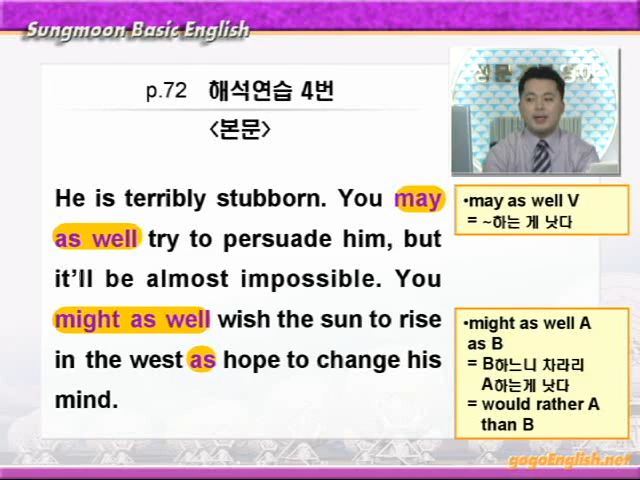 Sungmoon Basic English
p.72 해석연습 4번
<본문>
He is terribly stubborn. You may
as well try to persuade him, but
it'll be almost impossible. You
might as well wish the sun to rise
in the west as hope to change his
mind.
•may as well V
= ~하는 게 낫다
•might as well A
as B
= B하느니 차라리
A하는게 낫다
= would rather A
than B
gogoEnglish.net